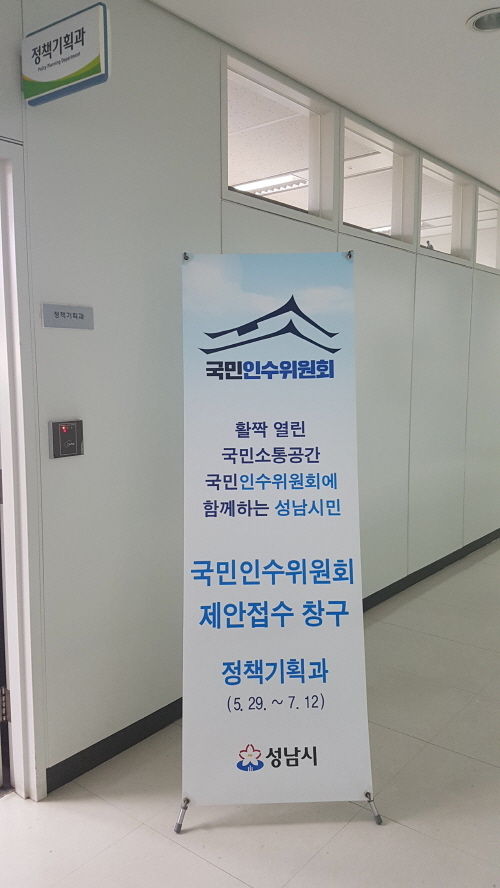 정책기획과
Policy Planning Department
정책기획과
국민인수위원회
활짝 열린
국민소통공간
국민인수위원회에
함께하는 성남시민
국민인수위원회
제안접수 창구
정책기획과
(5. 29. ~ 7. 12)
성남시